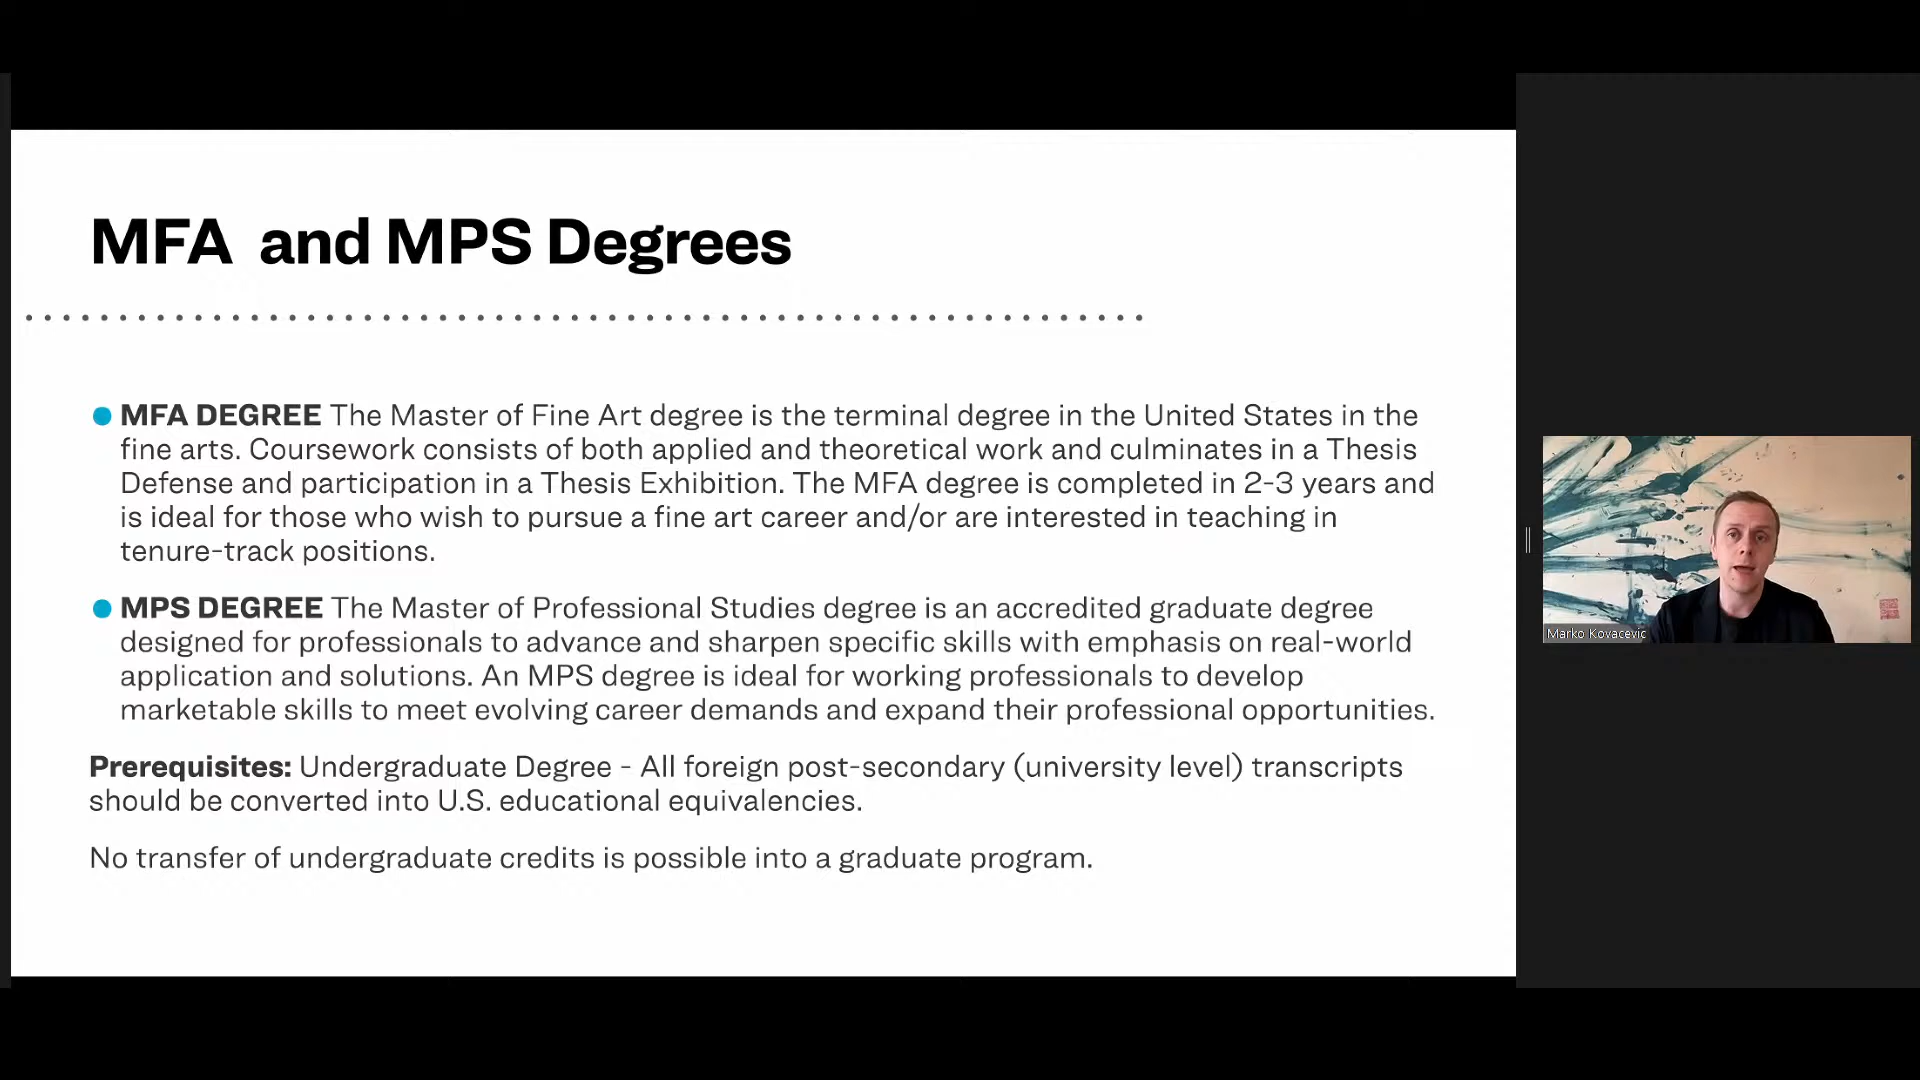 MFA and MPS Degrees
MFA DEGREE The Master of Fine Art degree is the terminal degree in the United States in the
fine arts. Coursework consists of both applied and theoretical work and culminates in a Thesis
Defense and participation in a Thesis Exhibition. The MFA degree is completed in 2-3 years and
is ideal for those who wish to pursue a fine art career and/or are interested in teaching in
tenure-track positions.
MPS DEGREE The Master of Professional Studies degree is an accredited graduate degree
designed for professionals to advance and sharpen specific skills with emphasis on real-world
application and solutions. An MPS degree is ideal for working professionals to develop
marketable skills to meet evolving career demands and expand their professional opportunities.
Prerequisites: Undergraduate Degree - All foreign post-secondary (university level) transcripts
should be converted into U.S. educational equivalencies.
No transfer of undergraduate credits is possible into a graduate program.
Marko Kovacevic